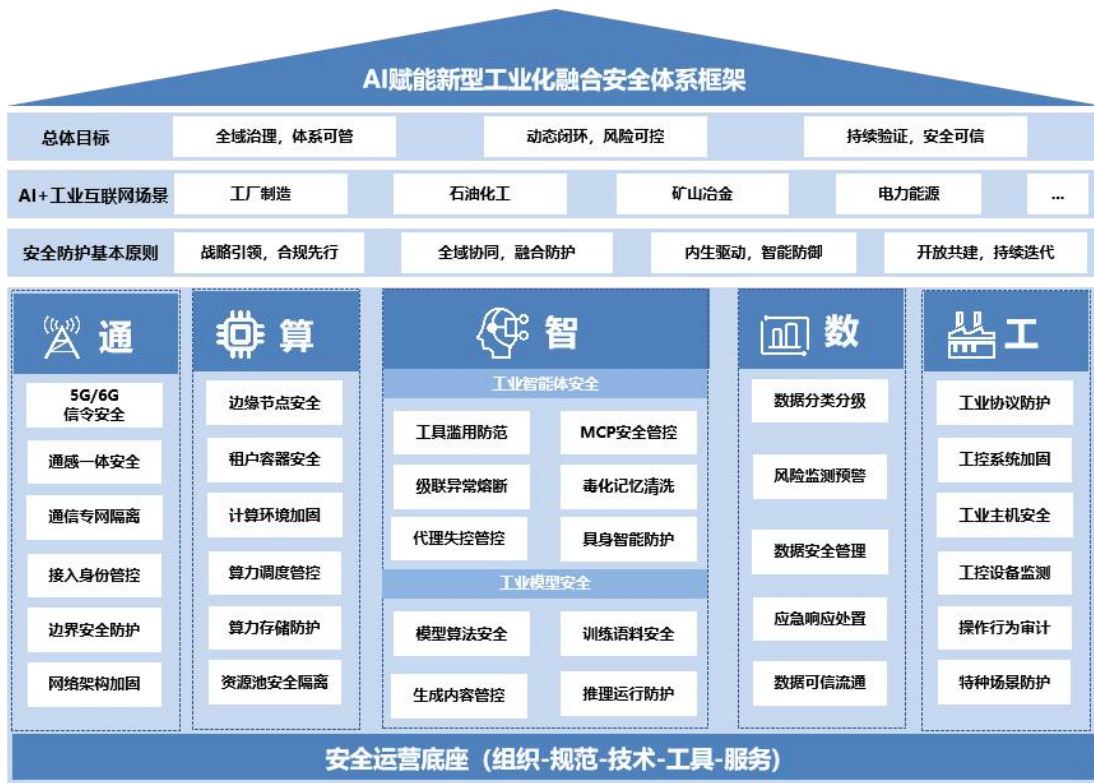 AI赋能新型工业化融合安全体系框架
总体目标
全域治理，体系可管
动态闭环，风险可控
持续验证，安全可信
AI+工业互联网场景
工厂制造
石油化工
矿山冶金
电力能源
...
安全防护基本原则
战略引领，合规先行
全域协同，融合防护
内生驱动，智能防御
开放共建，持续迭代
通
5G/6G
信令安全
通感一体安全
通信专网隔离
接入身份管控
边界安全防护
网络架构加固
算
边缘节点安全
租户容器安全
计算环境加固
算力调度管控
算力存储防护
资源池安全隔离
智
工业智能体安全
工具滥用防范
MCP安全管控
级联异常熔断
毒化记忆清洗
代理失控管控
具身智能防护
工业模型安全
模型算法安全
训练语料安全
生成内容管控
推理运行防护
数
数据分类分级
风险监测预警
数据安全管理
应急响应处置
数据可信流通
工
工业协议防护
工控系统加固
工业主机安全
工控设备监测
操作行为审计
特种场景防护
安全运营底座（组织-规范-技术-工具-服务）